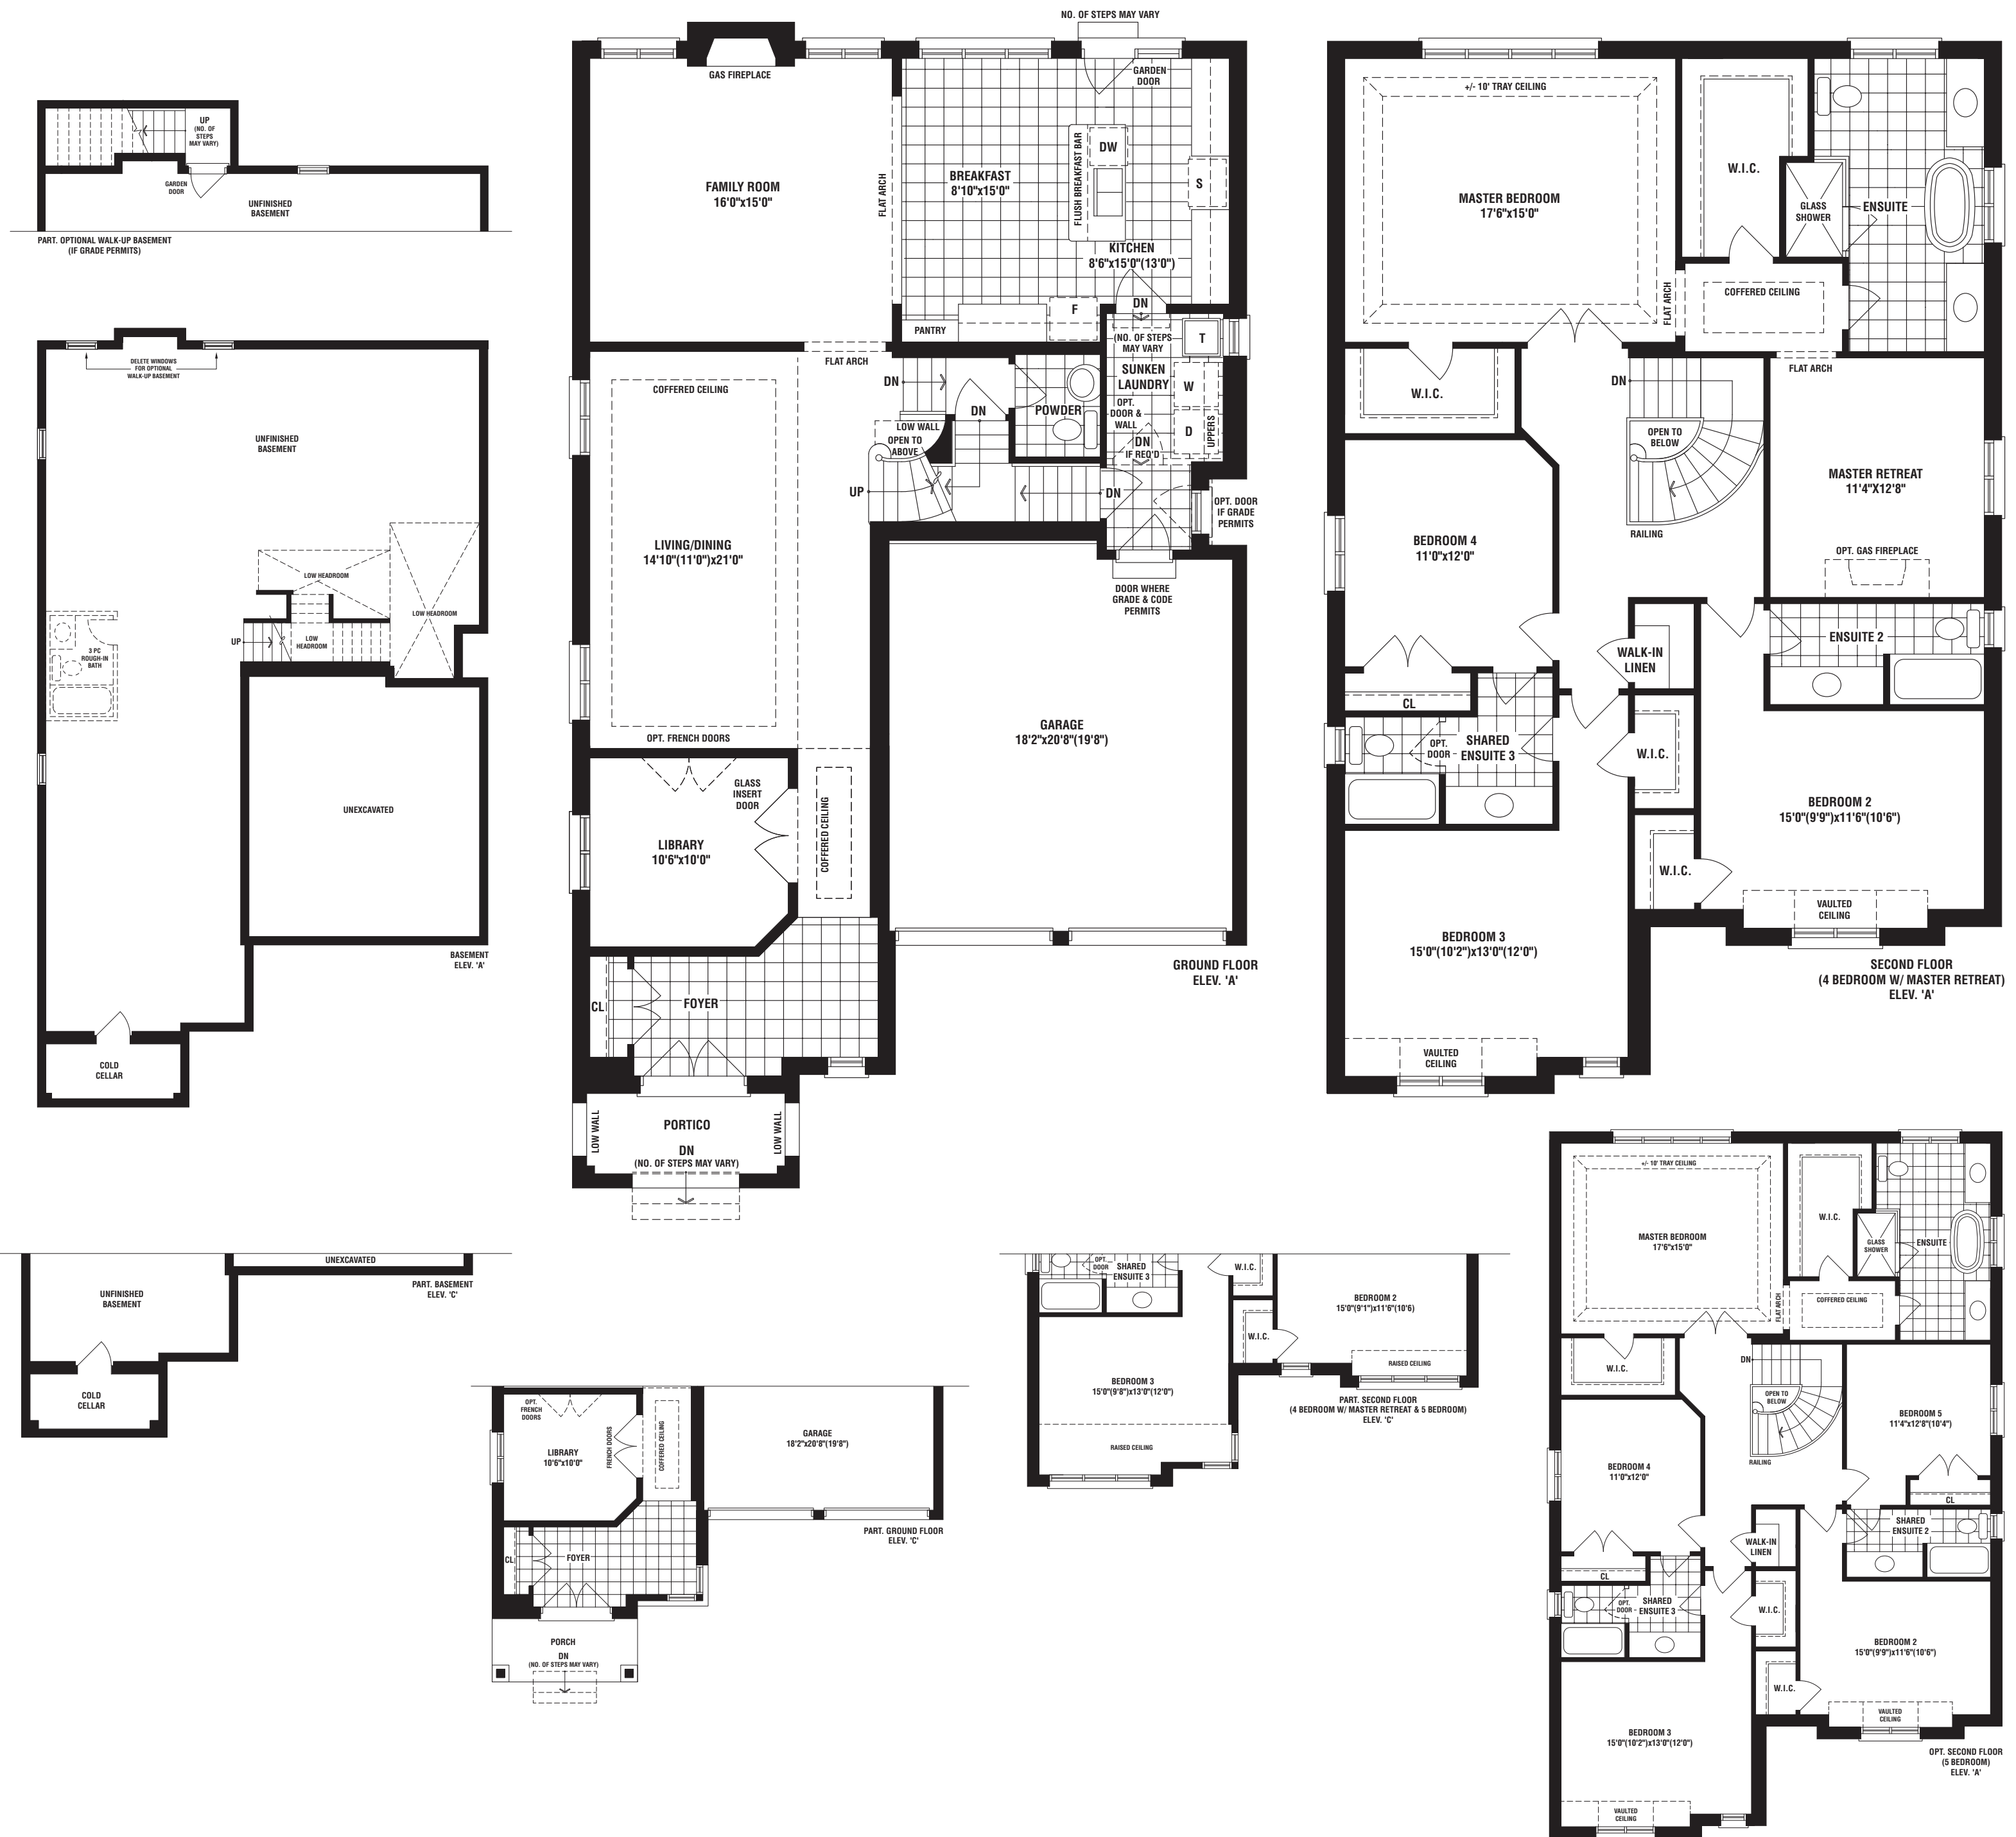 UP
(NO. OF
STEPS
MAY VARY)
GARDEN
DOOR
UNFINISHED
BASEMENT
PART. OPTIONAL WALK-UP BASEMENT
(IF GRADE PERMITS)
DELETE WINDOWS
FOR OPTIONAL
WALK-UP BASEMENT
UNFINISHED
BASEMENT
LOW HEADROOM
LOW HEADROOM
UP
LOW
HEADROOM
3 PC
ROUGH-IN
BATH
UNEXCAVATED
BASEMENT
ELEV. 'A'
COLD
CELLAR
NO. OF STEPS MAY VARY
GAS FIREPLACE
GARDEN
DOOR
FAMILY ROOM
16'0"x15'0"
FLAT ARCH
BREAKFAST
8'10"x15'0"
FLUSH BREAKFAST BAR
DW
S
KITCHEN
8'6"x15'0"(13'0")
PANTRY
F
DN
(NO. OF STEPS
MAY VARY
T
SUNKEN
LAUNDRY
W
OPT.
DOOR &
WALL
D
UPPERS
DN
IF REQ'D
FLAT ARCH
COFFERED CEILING
DN
DN
POWDER
LOW WALL
OPEN TO
ABOVE
UP
DN
OPT. DOOR
IF GRADE
PERMITS
LIVING/DINING
14'10"(11'0")x21'0"
DOOR WHERE
GRADE & CODE
PERMITS
OPT. FRENCH DOORS
GARAGE
18'2"x20'8"(19'8")
GLASS
INSERT
DOOR
LIBRARY
10'6"x10'0"
COFFERED CEILING
GROUND FLOOR
ELEV. 'A'
CL
FOYER
LOW WALL
PORTICO
LOW WALL
DN
(NO. OF STEPS MAY VARY)
+/- 10' TRAY CEILING
MASTER BEDROOM
17'6"x15'0"
W.I.C.
GLASS
SHOWER
ENSUITE
FLAT ARCH
COFFERED CEILING
W.I.C.
DN
FLAT ARCH
OPEN TO
BELOW
RAILING
MASTER RETREAT
11'4"X12'8"
OPT. GAS FIREPLACE
BEDROOM 4
11'0"x12'0"
WALK-IN
LINEN
ENSUITE 2
CL
OPT.
DOOR
SHARED
ENSUITE 3
W.I.C.
BEDROOM 2
15'0"(9'9")x11'6"(10'6")
W.I.C.
VAULTED
CEILING
BEDROOM 3
15'0"(10'2")x13'0"(12'0")
VAULTED
CEILING
SECOND FLOOR
(4 BEDROOM W/ MASTER RETREAT)
ELEV. 'A'
UNEXCAVATED
PART. BASEMENT
ELEV. 'C'
UNFINISHED
BASEMENT
COLD
CELLAR
OPT.
FRENCH
DOORS
LIBRARY
10'6"x10'0"
FRENCH DOORS
COFFERED CEILING
GARAGE
18'2"x20'8"(19'8")
PART. GROUND FLOOR
ELEV. 'C'
CL
FOYER
PORCH
DN
(NO. OF STEPS MAY VARY)
OPT.
DOOR
SHARED
ENSUITE 3
W.I.C.
BEDROOM 2
15'0"(9'1")x11'6"(10'6)
W.I.C.
RAISED CEILING
BEDROOM 3
15'0"(9'8")x13'0"(12'0")
RAISED CEILING
PART. SECOND FLOOR
(4 BEDROOM W/ MASTER RETREAT & 5 BEDROOM)
ELEV. 'C'
+/- 10' TRAY CEILING
MASTER BEDROOM
17'6"x15'0"
W.I.C.
GLASS
SHOWER
ENSUITE
FLAT ARCH
COFFERED CEILING
W.I.C.
DN
OPEN TO
BELOW
RAILING
BEDROOM 5
11'4"x12'8"(10'4")
CL
BEDROOM 4
11'0"x12'0"
WALK-IN
LINEN
SHARED
ENSUITE 2
CL
OPT.
DOOR
SHARED
ENSUITE 3
W.I.C.
BEDROOM 2
15'0"(9'9")x11'6"(10'6")
W.I.C.
VAULTED
CEILING
BEDROOM 3
15'0"(10'2")x13'0"(12'0")
VAULTED
CEILING
OPT. SECOND FLOOR
(5 BEDROOM)
ELEV. 'A'